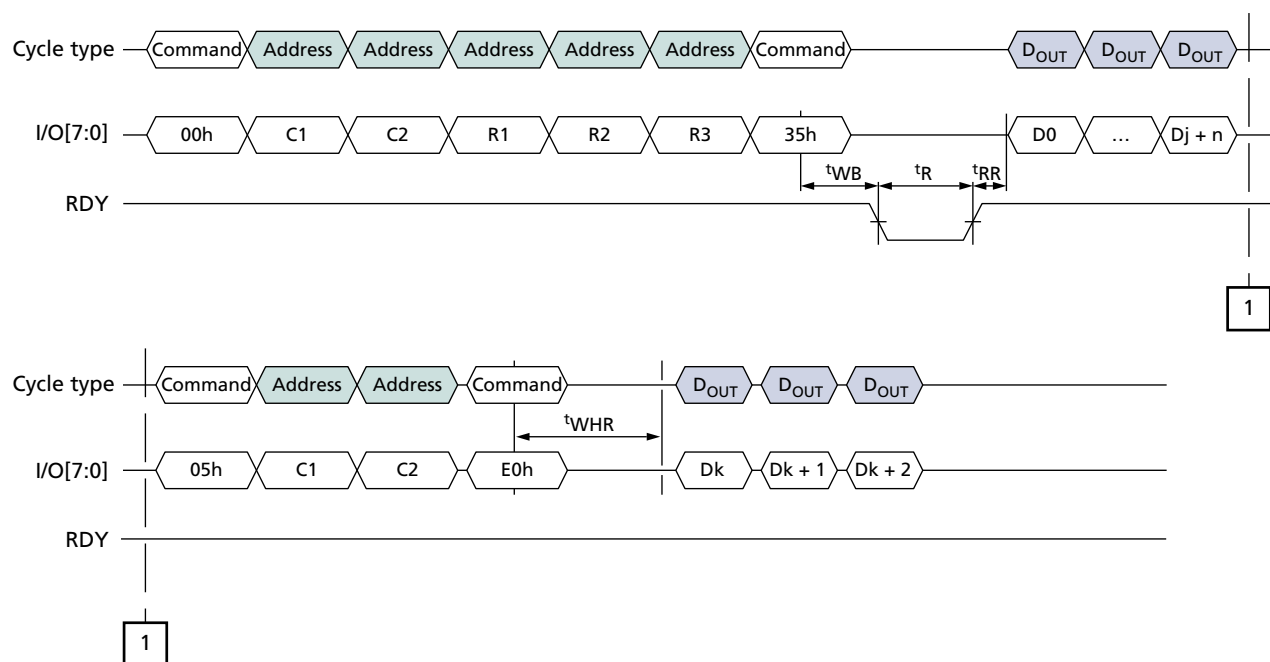 Cycle type Command Address Address Address Address Address Command DOUT DOUT DOUT
I/O[7:0] 00h C1 C2 R1 R2 R3 35h D0 … Dj + n
tWB tR tRR
RDY
1
Cycle type Command Address Address Command DOUT DOUT DOUT
tWHR
I/O[7:0] 05h C1 C2 E0h Dk Dk + 1 Dk + 2
RDY
1